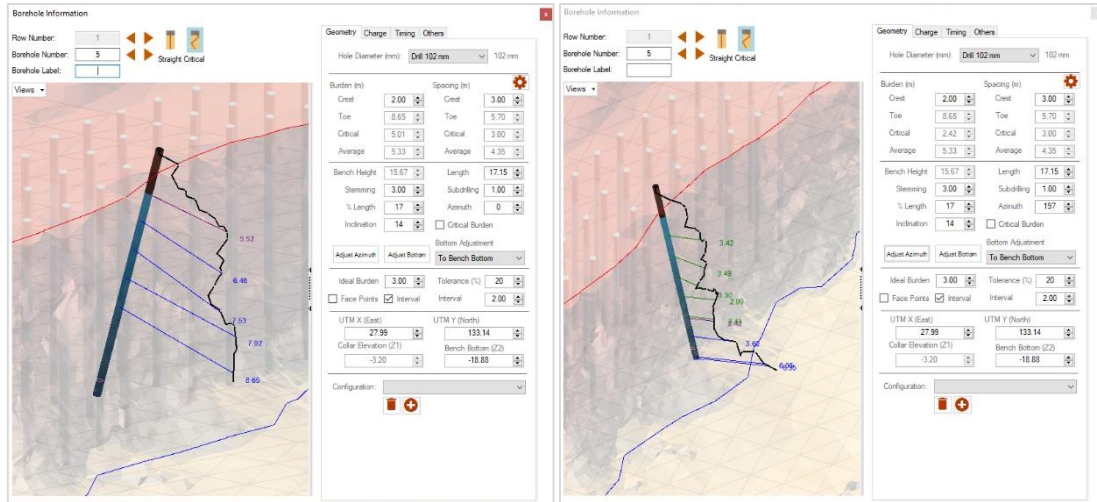 Borehole Information
x
Row Number: 1
Borehole Number: 5
Straight Critical
Borehole Label:
Views
5.52
6.46
7.53
7.92
8.65
Geometry Charge Timing Others
Hole Diameter (mm): Drill 102 mm 102 mm
Burden (m) Spacing (m)
Crest 2.00 Crest 3.00
Toe 8.65 Toe 5.70
Critical 5.01 Critical 3.00
Average 5.33 Average 4.35
Bench Height 15.67 Length 17.15
Stemming 3.00 Subdrilling 1.00
% Length 17 Azimuth 0
Inclination 14 Critical Burden
Bottom Adjustment
Adjust Azimuth Adjust Bottom To Bench Bottom
Ideal Burden 3.00 Tolerance (%) 20
Face Points Interval Interval 2.00
UTM X (East) UTM Y (North)
27.99 133.14
Collar Elevation (Z1) Bench Bottom (Z2)
-3.20 -18.88
Configuration:
Borehole Information
Row Number: 1
Borehole Number: 5
Straight Critical
Borehole Label:
Views
3.42
3.49
3.30
2.99
3.62
Geometry Charge Timing Others
Hole Diameter (mm): Drill 102 mm 102 mm
Burden (m) Spacing (m)
Crest 2.00 Crest 3.00
Toe 8.65 Toe 5.70
Critical 2.42 Critical 3.00
Average 5.33 Average 4.35
Bench Height 15.67 Length 17.15
Stemming 3.00 Subdrilling 1.00
% Length 17 Azimuth 197
Inclination 14 Critical Burden
Bottom Adjustment
Adjust Azimuth Adjust Bottom To Bench Bottom
Ideal Burden 3.00 Tolerance (%) 20
Face Points Interval Interval 2.00
UTM X (East) UTM Y (North)
27.99 133.14
Collar Elevation (Z1) Bench Bottom (Z2)
-3.20 -18.88
Configuration: